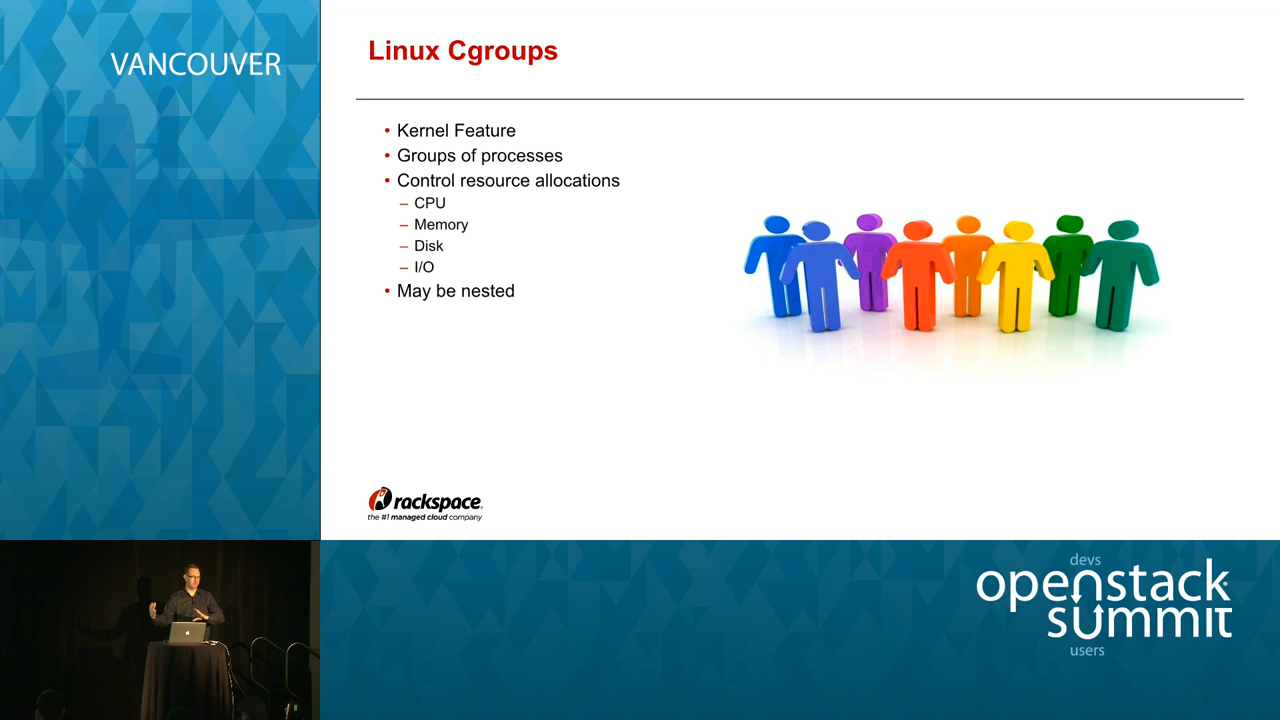 VANCOUVER
Linux Cgroups
• Kernel Feature
• Groups of processes
• Control resource allocations
– CPU
– Memory
– Disk
– I/O
• May be nested
rackspace
the #1 managed cloud company
devs
openstack
summit
users